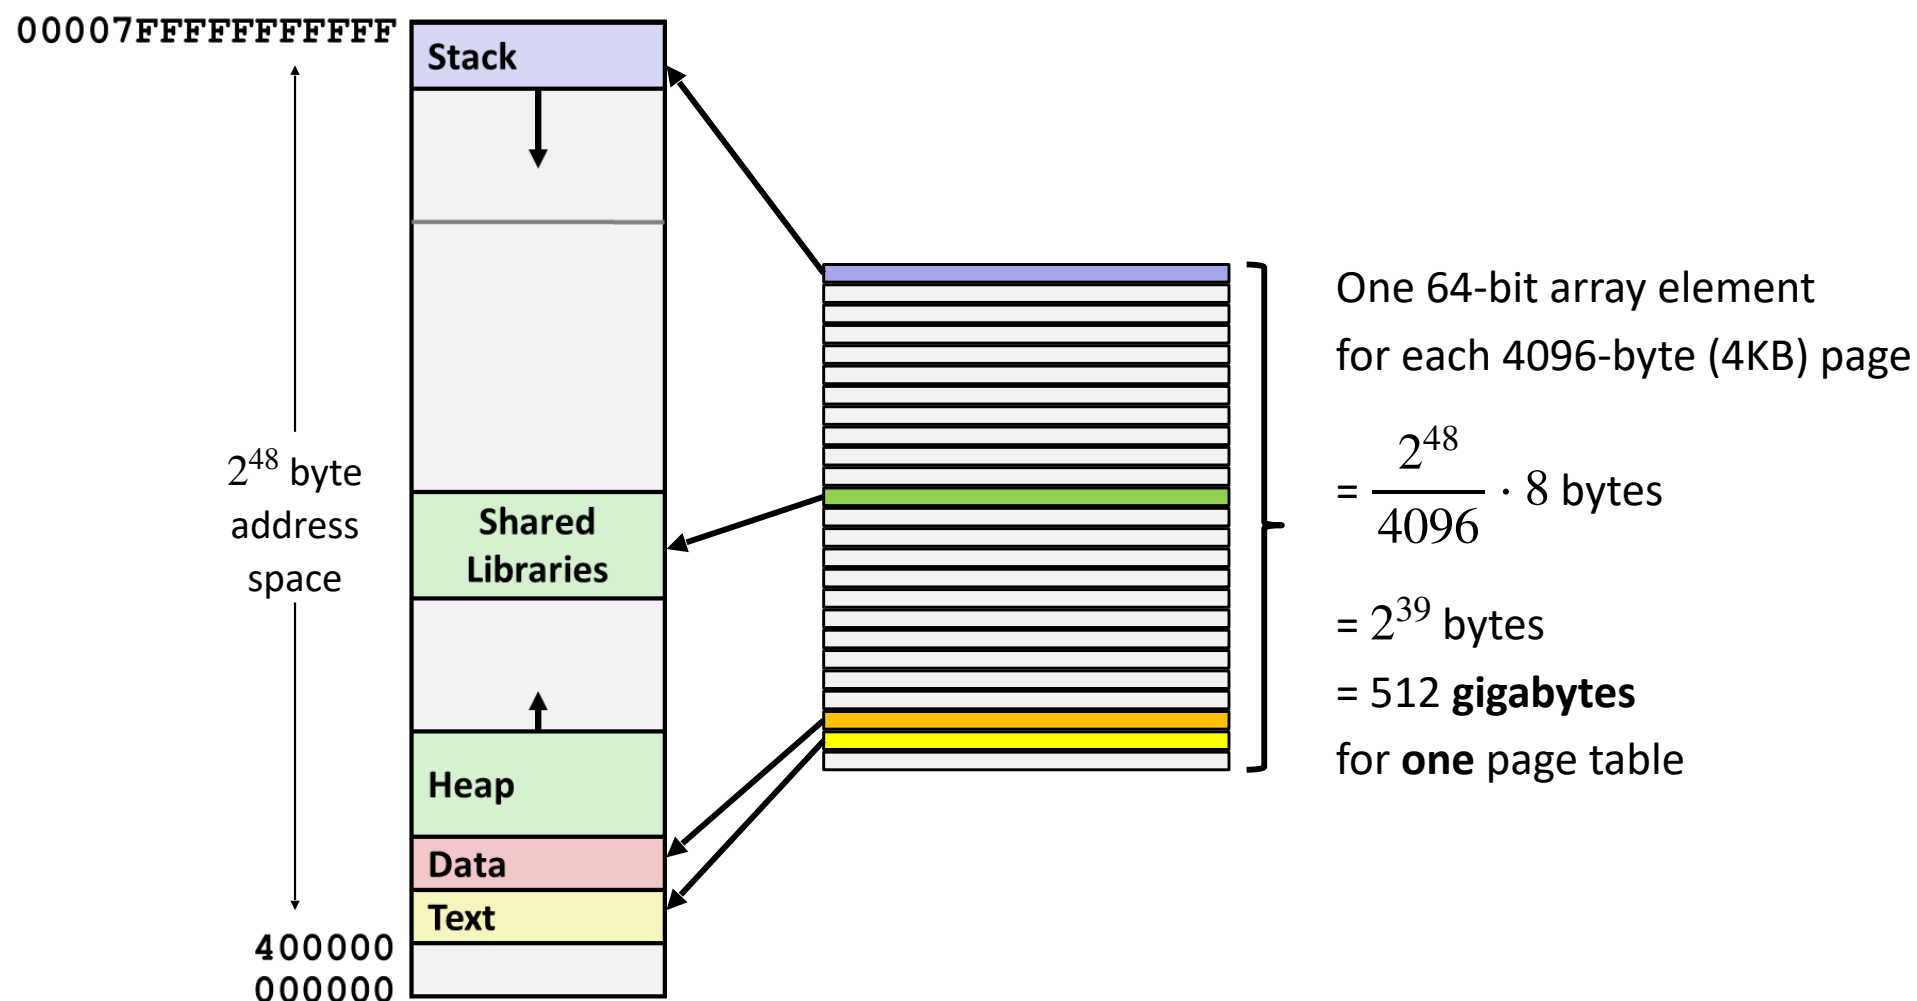 00007FFFFFFFFFFF
Stack
2^48 byte
address
space
Shared
Libraries
Heap
Data
Text
400000
000000
One 64-bit array element
for each 4096-byte (4KB) page
= 2^48/4096 · 8 bytes
= 2^39 bytes
= 512 gigabytes
for one page table